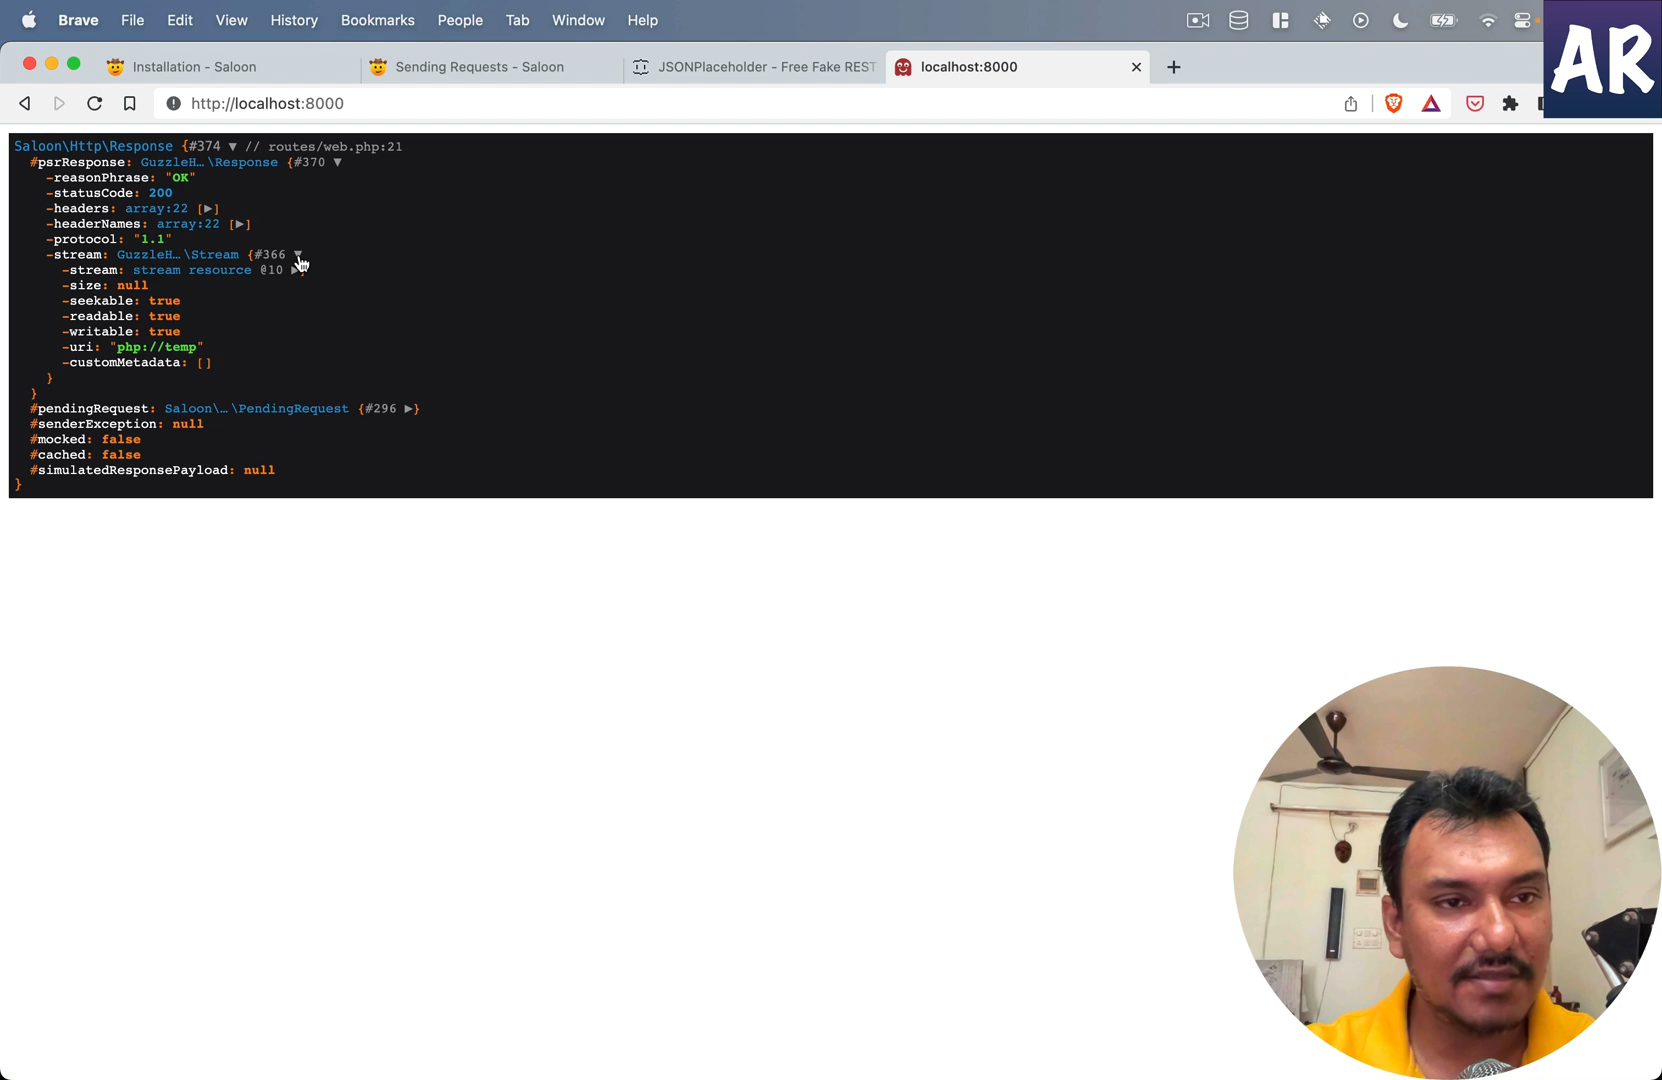 Brave File Edit View History Bookmarks People Tab Window Help
AR
Installation - Saloon Sending Requests - Saloon JSONPlaceholder - Free Fake REST localhost:8000
http://localhost:8000
Saloon\Http\Response {#374 ▼ // routes/web.php:21
#psrResponse: GuzzleH…\Response {#370 ▼
-reasonPhrase: "OK"
-statusCode: 200
-headers: array:22 [▶]
-headerNames: array:22 [▶]
-protocol: "1.1"
-stream: GuzzleH…\Stream {#366 ▼
-stream: stream resource @10 ▶
-size: null
-seekable: true
-readable: true
-writable: true
-uri: "php://temp"
-customMetadata: []
}
}
#pendingRequest: Saloon\…\PendingRequest {#296 ▶}
#senderException: null
#mocked: false
#cached: false
#simulatedResponsePayload: null
}